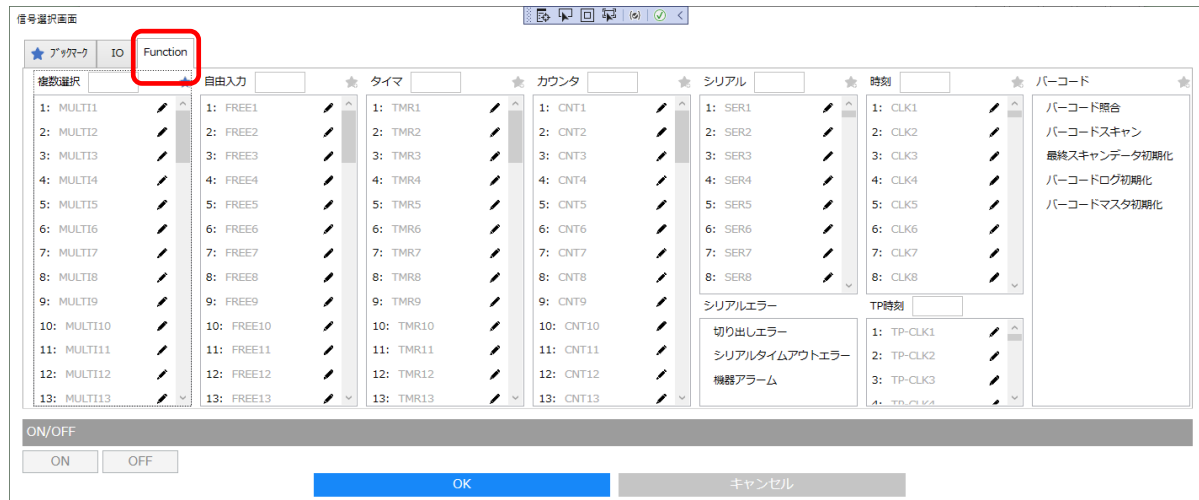 信号選択画面
ブックマーク IO Function
複数選択
1: MULTI1
2: MULTI2
3: MULTI3
4: MULTI4
5: MULTI5
6: MULTI6
7: MULTI7
8: MULTI8
9: MULTI9
10: MULTI10
11: MULTI11
12: MULTI12
13: MULTI13
自由入力
1: FREE1
2: FREE2
3: FREE3
4: FREE4
5: FREE5
6: FREE6
7: FREE7
8: FREE8
9: FREE9
10: FREE10
11: FREE11
12: FREE12
13: FREE13
タイマ
1: TMR1
2: TMR2
3: TMR3
4: TMR4
5: TMR5
6: TMR6
7: TMR7
8: TMR8
9: TMR9
10: TMR10
11: TMR11
12: TMR12
13: TMR13
カウンタ
1: CNT1
2: CNT2
3: CNT3
4: CNT4
5: CNT5
6: CNT6
7: CNT7
8: CNT8
9: CNT9
10: CNT10
11: CNT11
12: CNT12
13: CNT13
シリアル
1: SER1
2: SER2
3: SER3
4: SER4
5: SER5
6: SER6
7: SER7
8: SER8
シリアルエラー
切り出しエラー
シリアルタイムアウトエラー
機器アラーム
時刻
1: CLK1
2: CLK2
3: CLK3
4: CLK4
5: CLK5
6: CLK6
7: CLK7
8: CLK8
TP時刻
1: TP-CLK1
2: TP-CLK2
3: TP-CLK3
4: TP-CLK4
バーコード
バーコード照合
バーコードスキャン
最終スキャンデータ初期化
バーコードログ初期化
バーコードマスタ初期化
ON/OFF
ON OFF
OK キャンセル